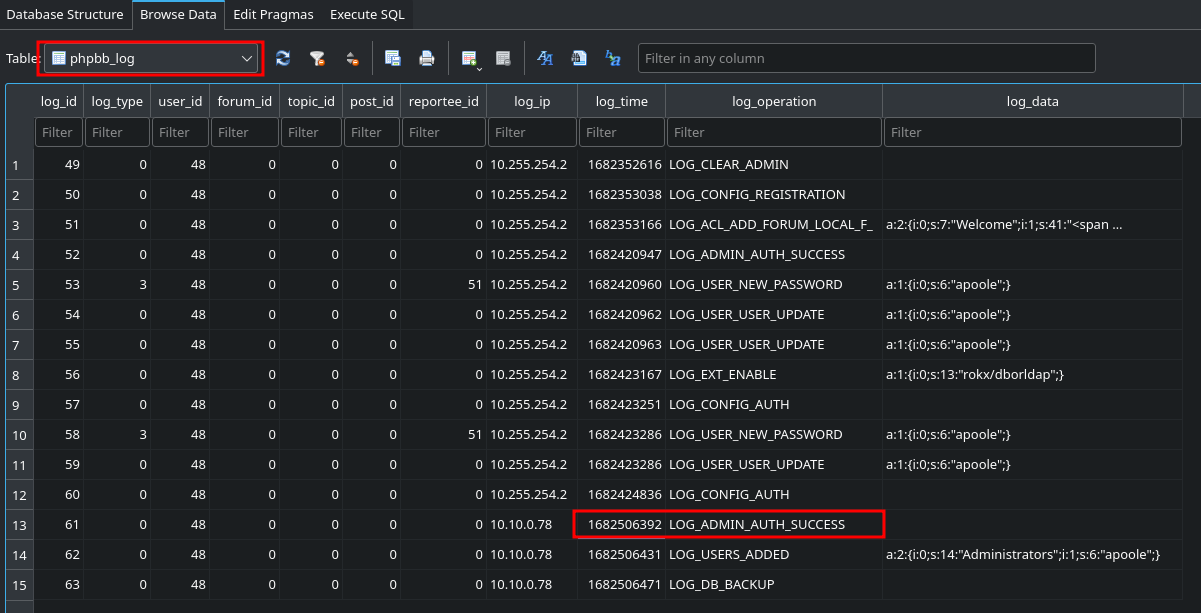 Database Structure Browse Data Edit Pragmas Execute SQL
Table: phpbb_log Filter in any column
log_id log_type user_id forum_id topic_id post_id reportee_id log_ip log_time log_operation log_data
Filter Filter Filter Filter Filter Filter Filter Filter Filter Filter Filter
1 49 0 48 0 0 0 0 10.255.254.2 1682352616 LOG_CLEAR_ADMIN
2 50 0 48 0 0 0 0 10.255.254.2 1682353038 LOG_CONFIG_REGISTRATION
3 51 0 48 0 0 0 0 10.255.254.2 1682353166 LOG_ACL_ADD_FORUM_LOCAL_F_ a:2:{i:0;s:7:"Welcome";i:1;s:41:"<span ...
4 52 0 48 0 0 0 0 10.255.254.2 1682420947 LOG_ADMIN_AUTH_SUCCESS
5 53 3 48 0 0 0 51 10.255.254.2 1682420960 LOG_USER_NEW_PASSWORD a:1:{i:0;s:6:"apoole";}
6 54 0 48 0 0 0 0 10.255.254.2 1682420962 LOG_USER_USER_UPDATE a:1:{i:0;s:6:"apoole";}
7 55 0 48 0 0 0 0 10.255.254.2 1682420963 LOG_USER_USER_UPDATE a:1:{i:0;s:6:"apoole";}
8 56 0 48 0 0 0 0 10.255.254.2 1682423167 LOG_EXT_ENABLE a:1:{i:0;s:13:"rokx/dborldap";}
9 57 0 48 0 0 0 0 10.255.254.2 1682423251 LOG_CONFIG_AUTH
10 58 3 48 0 0 0 51 10.255.254.2 1682423286 LOG_USER_NEW_PASSWORD a:1:{i:0;s:6:"apoole";}
11 59 0 48 0 0 0 0 10.255.254.2 1682423286 LOG_USER_USER_UPDATE a:1:{i:0;s:6:"apoole";}
12 60 0 48 0 0 0 0 10.255.254.2 1682424836 LOG_CONFIG_AUTH
13 61 0 48 0 0 0 0 10.10.0.78 1682506392 LOG_ADMIN_AUTH_SUCCESS
14 62 0 48 0 0 0 0 10.10.0.78 1682506431 LOG_USERS_ADDED a:2:{i:0;s:14:"Administrators";i:1;s:6:"apoole";}
15 63 0 48 0 0 0 0 10.10.0.78 1682506471 LOG_DB_BACKUP